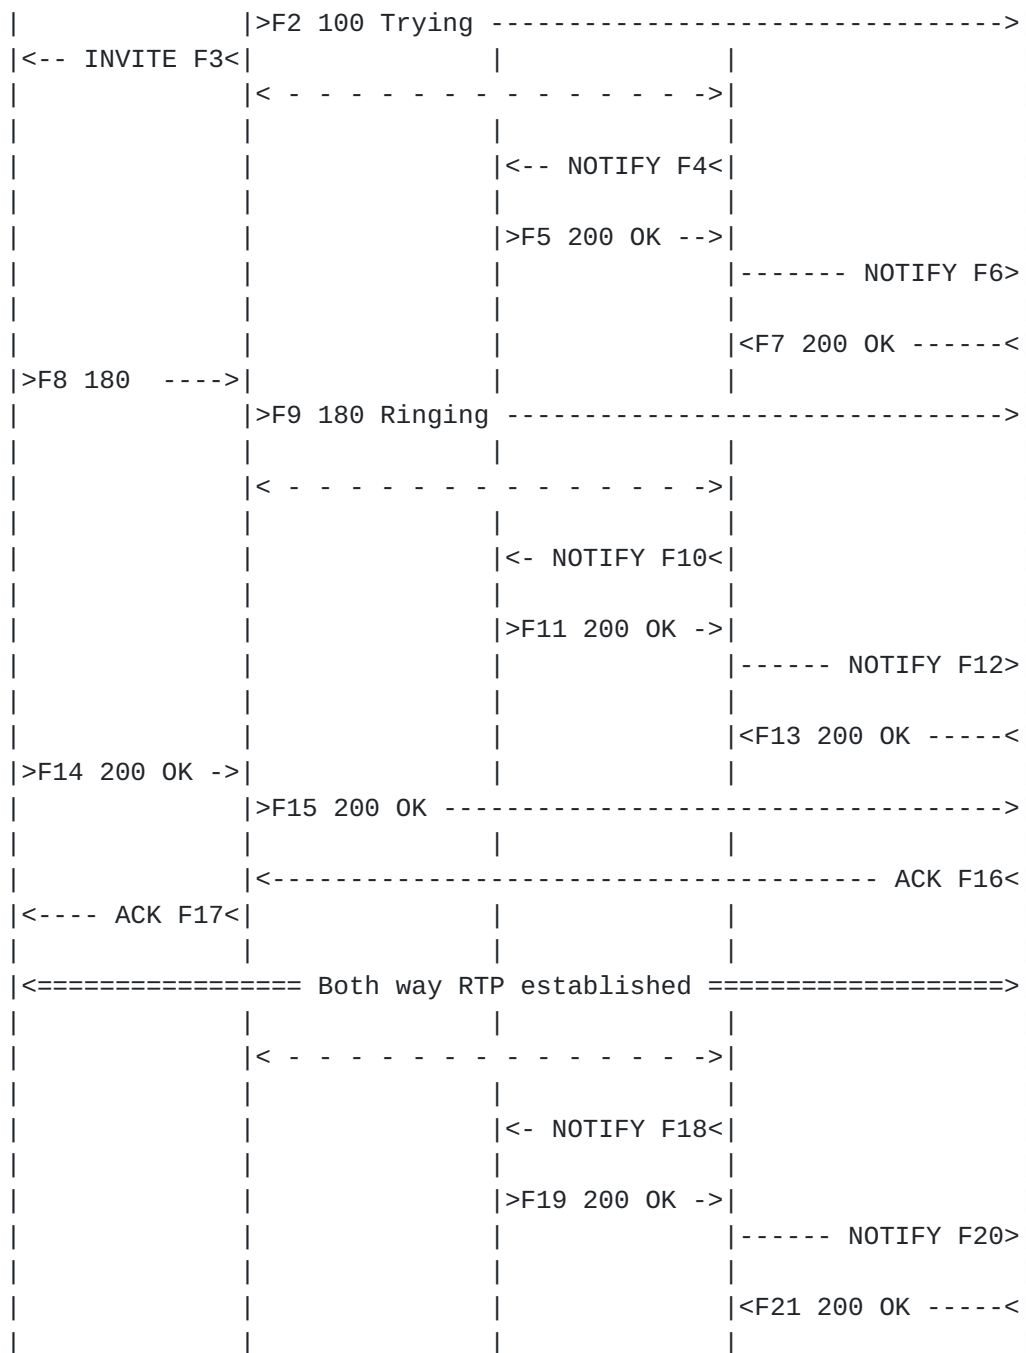 |              |>F2 100 Trying --------------------------------->
|<-- INVITE F3<|               |              |
|              |< - - - - - - - - - - - - - ->|
|              |               |              |
|              |               |<-- NOTIFY F4<|
|              |               |              |
|              |               |>F5 200 OK -->|
|              |               |              |------- NOTIFY F6>
|              |               |              |
|              |               |              |<F7 200 OK ------<
|>F8 180  ---->|               |              |
|              |>F9 180 Ringing -------------------------------->
|              |               |              |
|              |< - - - - - - - - - - - - - ->|
|              |               |              |
|              |               |<- NOTIFY F10<|
|              |               |              |
|              |               |>F11 200 OK ->|
|              |               |              |------ NOTIFY F12>
|              |               |              |
|              |               |              |<F13 200 OK -----<
|>F14 200 OK ->|               |              |
|              |>F15 200 OK ------------------------------------>
|              |               |              |
|              |<--------------------------------------- ACK F16<
|<---- ACK F17<|               |              |
|              |               |              |
|<================= Both way RTP established ===================>
|              |               |              |
|              |< - - - - - - - - - - - - - ->|
|              |               |              |
|              |               |<- NOTIFY F18<|
|              |               |              |
|              |               |>F19 200 OK ->|
|              |               |              |------ NOTIFY F20>
|              |               |              |
|              |               |              |<F21 200 OK -----<
|              |               |              |